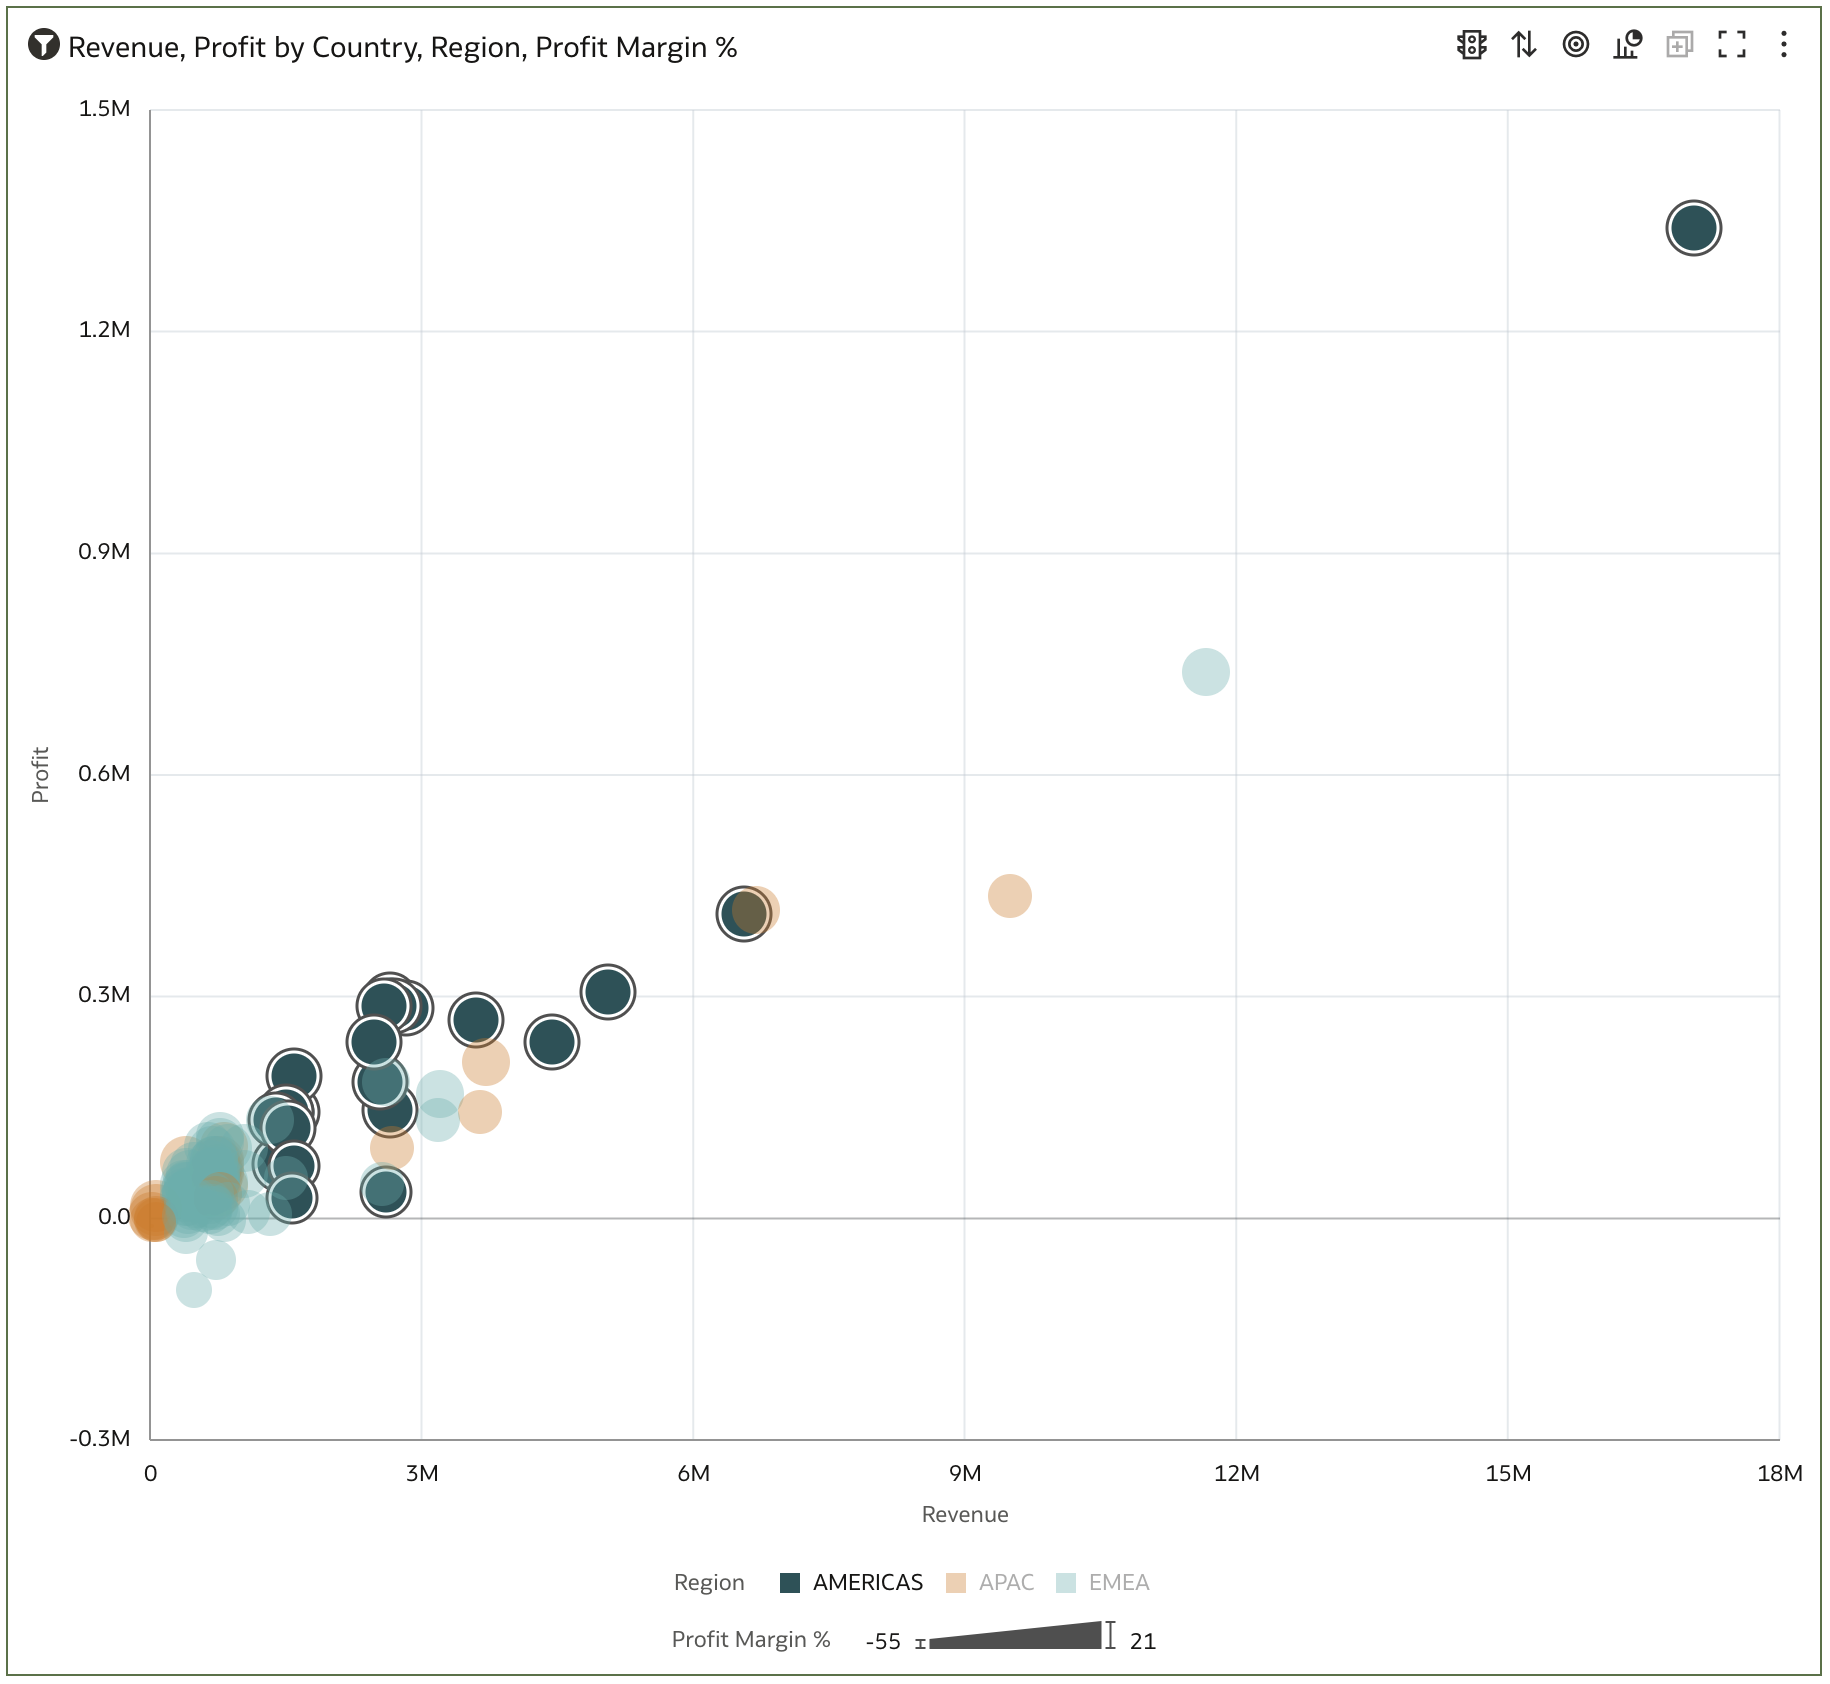 Revenue, Profit by Country, Region, Profit Margin %
1.5M
1.2M
0.9M
0.6M
0.3M
0.0
-0.3M
Profit
0 3M 6M 9M 12M 15M 18M
Revenue
Region AMERICAS APAC EMEA
Profit Margin % -55 21